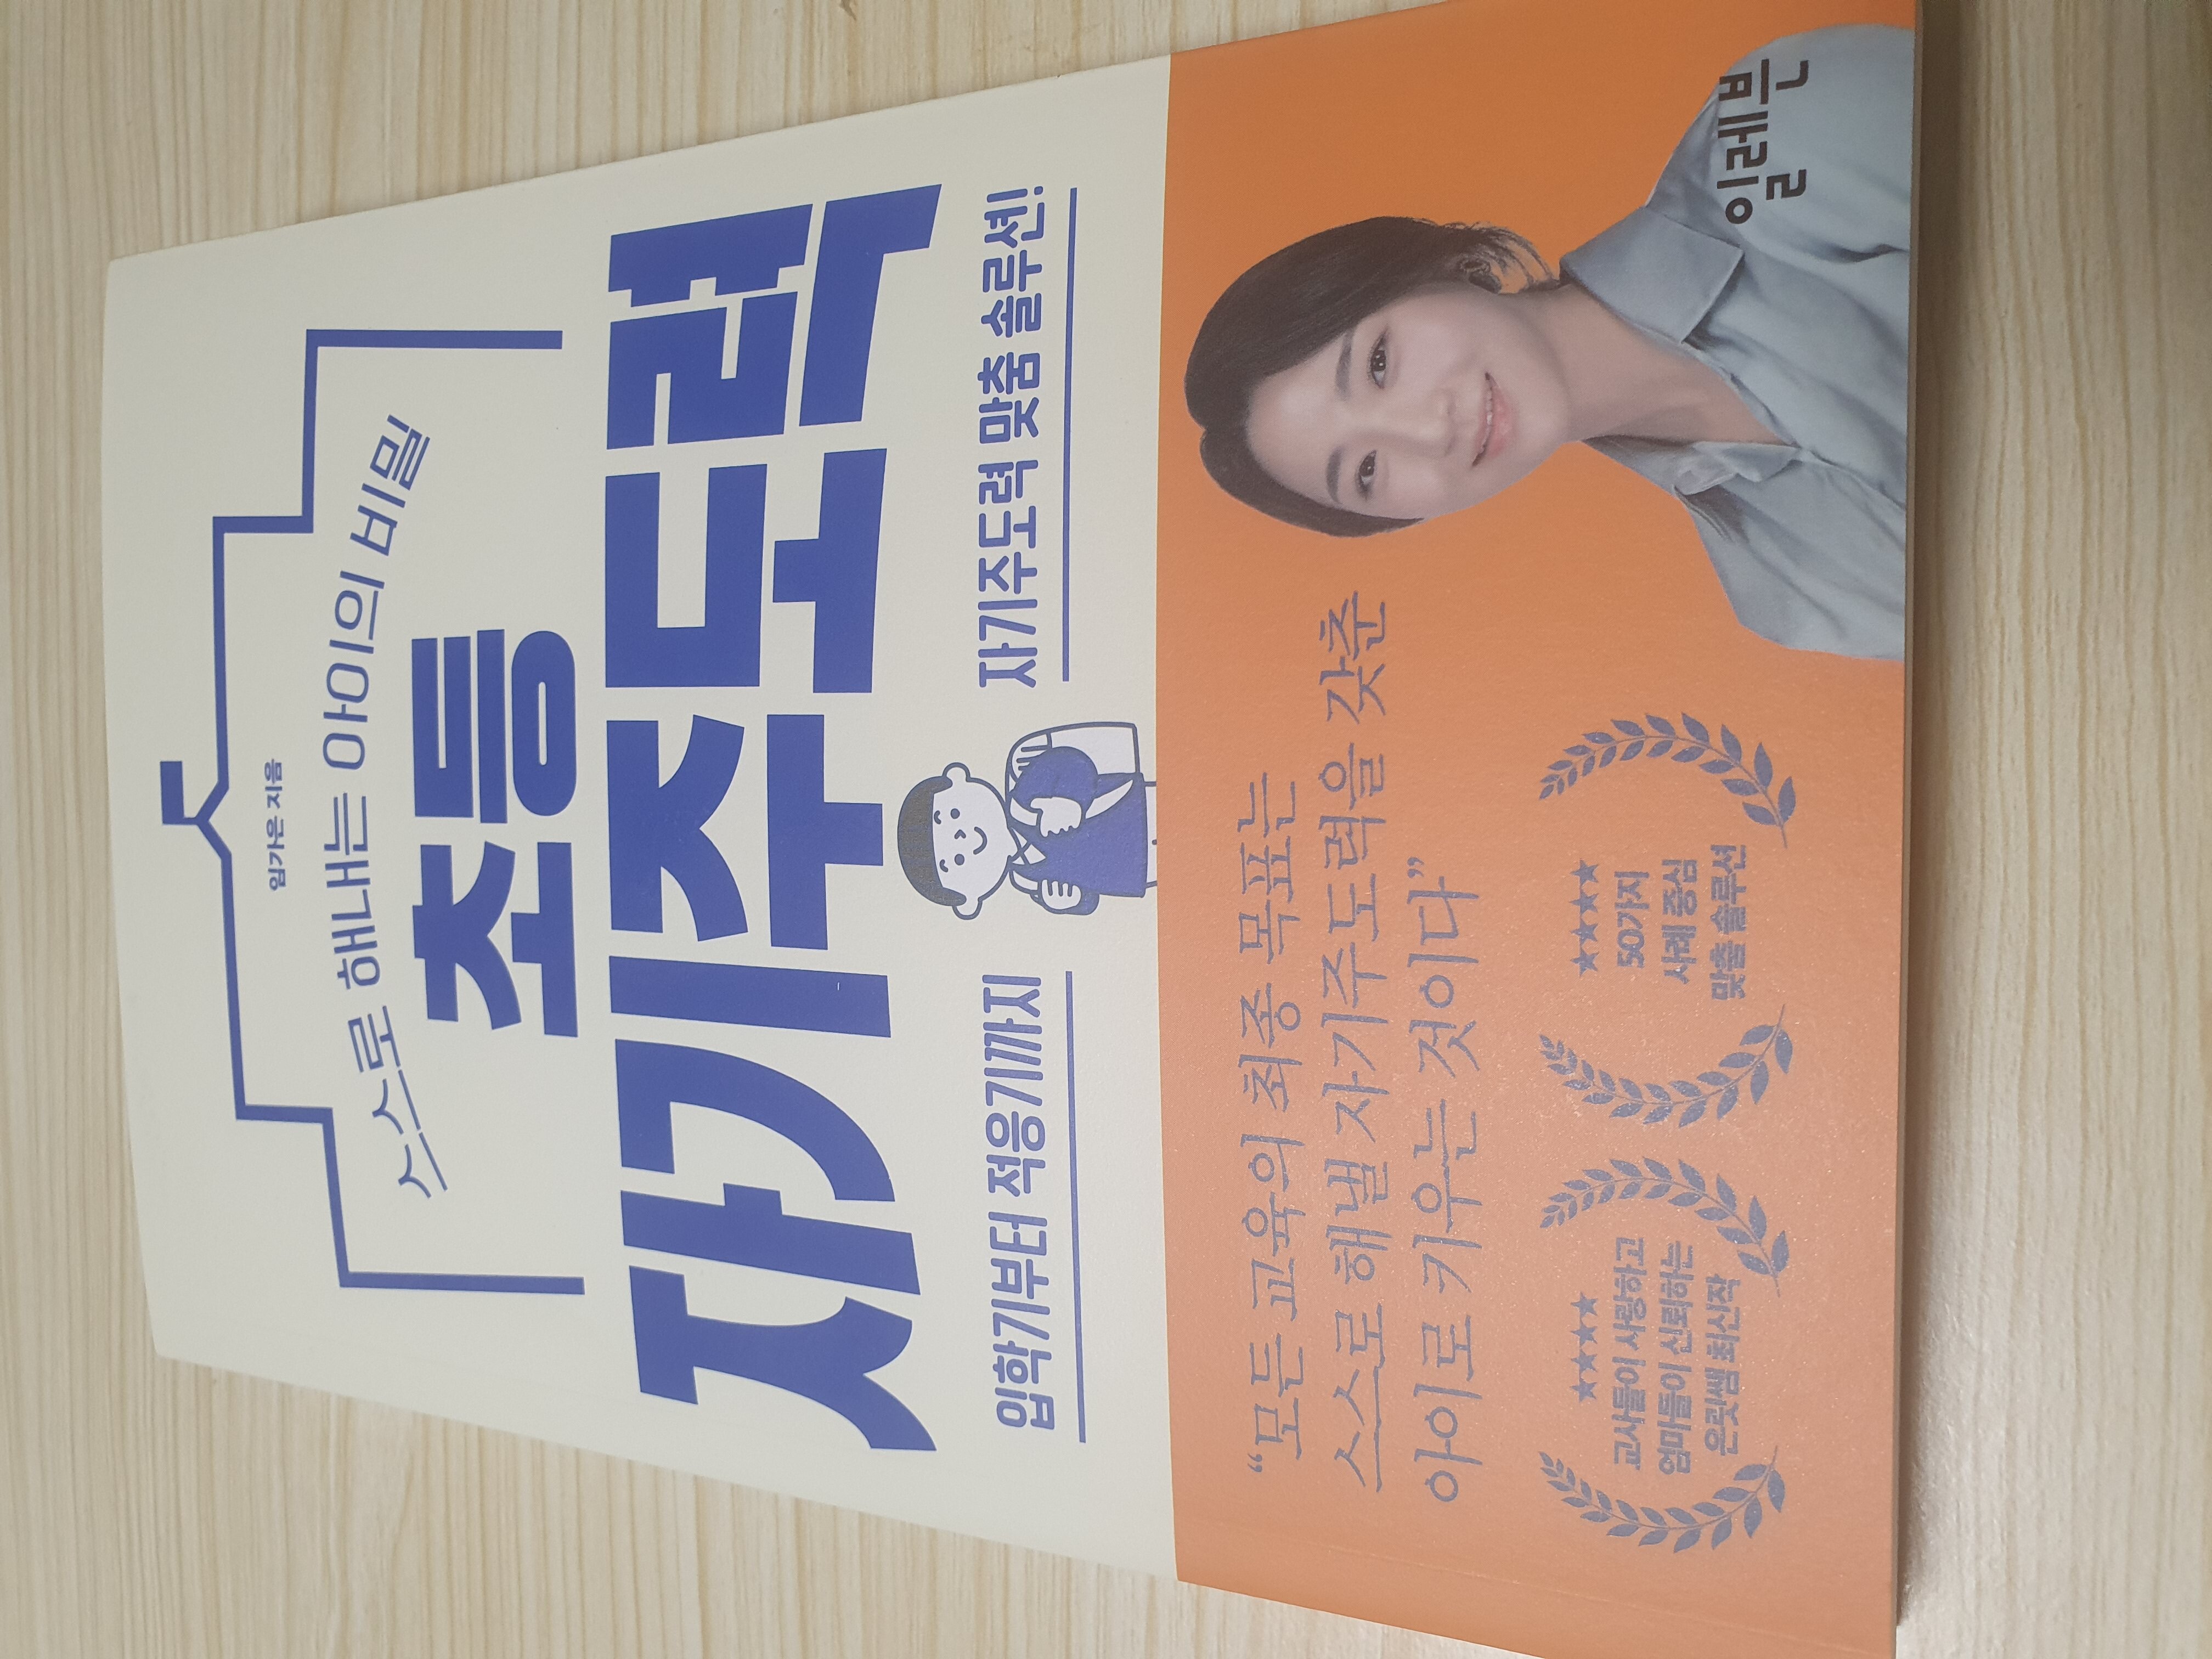 임가은 지음
스스로 해내는 아이의 비밀
초등
자기주도력
입학기부터 적응기까지
자기주도력 맞춤 솔루션!
“모든 교육의 최종 목표는
스스로 해낼 자기주도력을 갖춘
아이로 키우는 것이다”
★★★★
교사들이 사랑하고
엄마들이 신뢰하는
은릿쌤 최신작
★★★★
50가지
사례 중심
맞춤 솔루션
일레븐